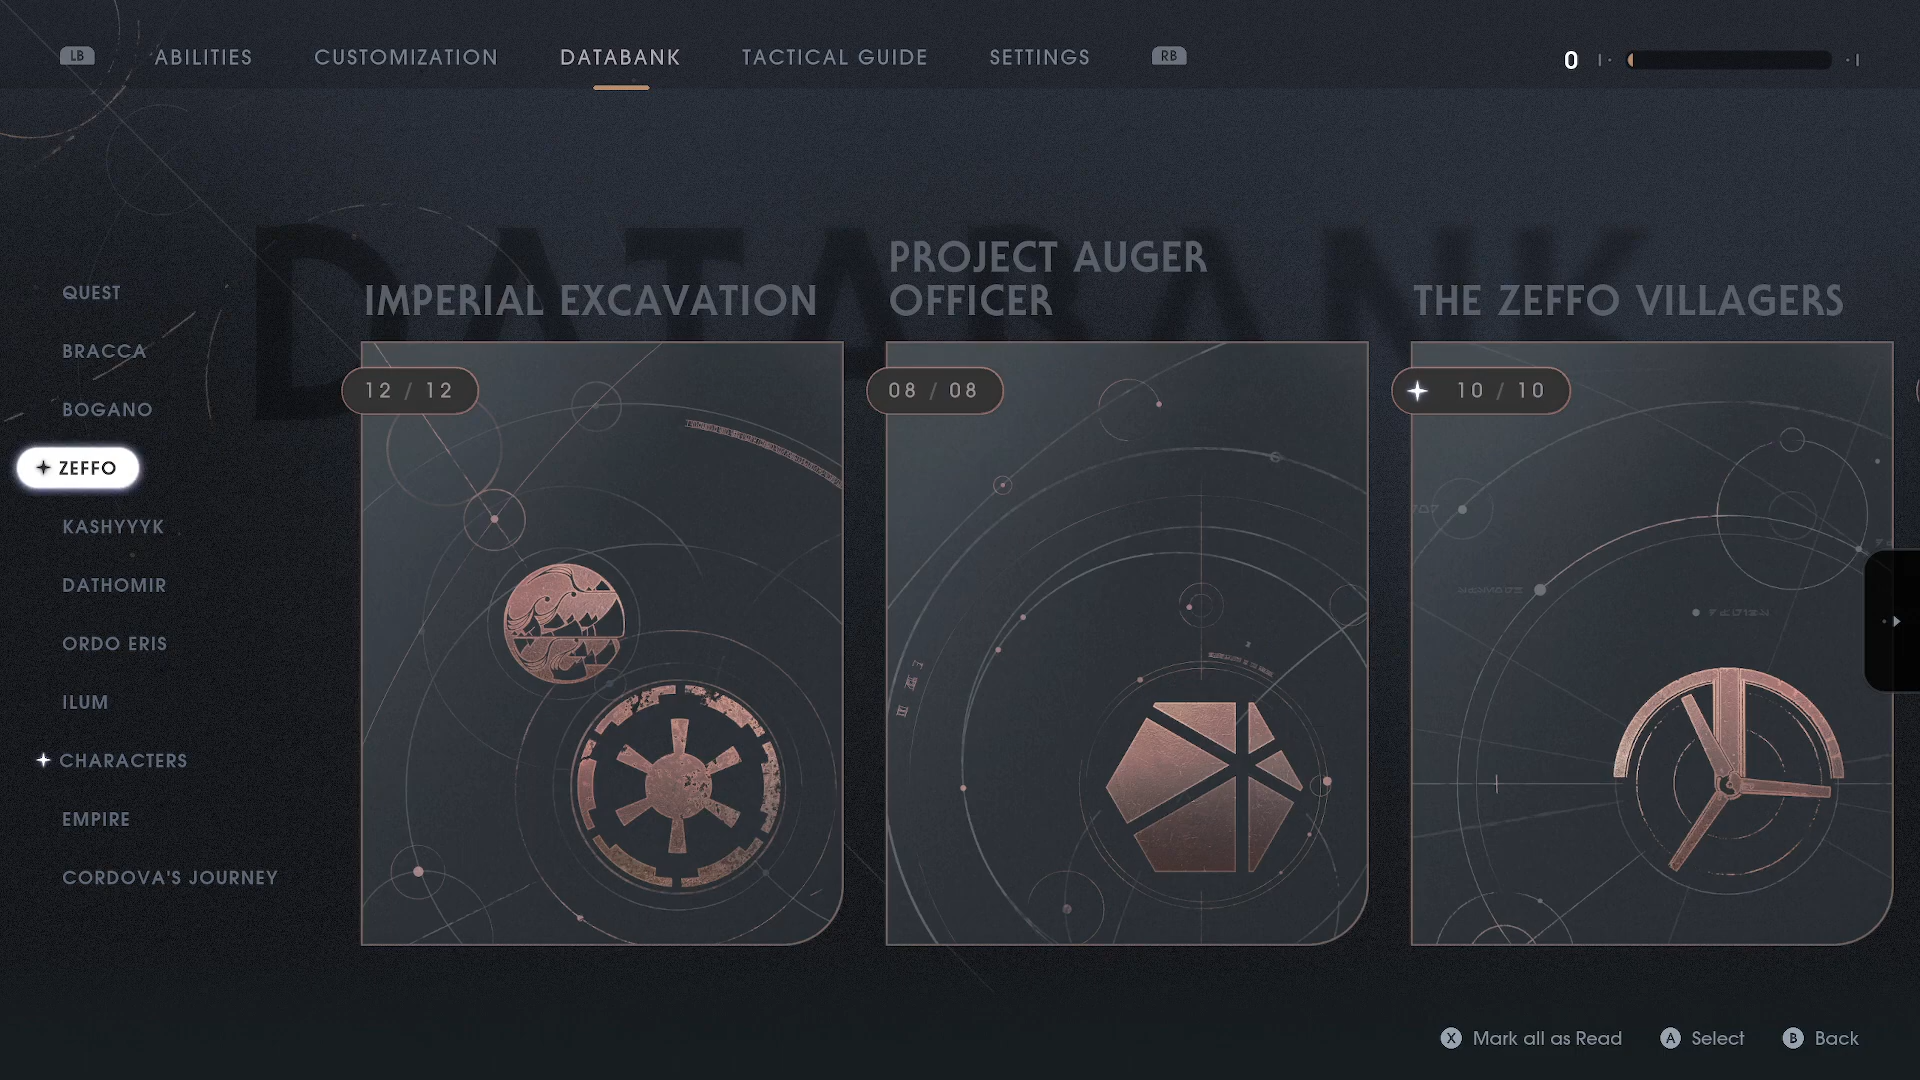 LB ABILITIES CUSTOMIZATION DATABANK TACTICAL GUIDE SETTINGS RB 0
DATABANK
QUEST
BRACCA
BOGANO
ZEFFO
KASHYYYK
DATHOMIR
ORDO ERIS
ILUM
CHARACTERS
EMPIRE
CORDOVA'S JOURNEY
IMPERIAL EXCAVATION
12 / 12
PROJECT AUGER
OFFICER
08 / 08
THE ZEFFO VILLAGERS
10 / 10
X Mark all as Read A Select B Back